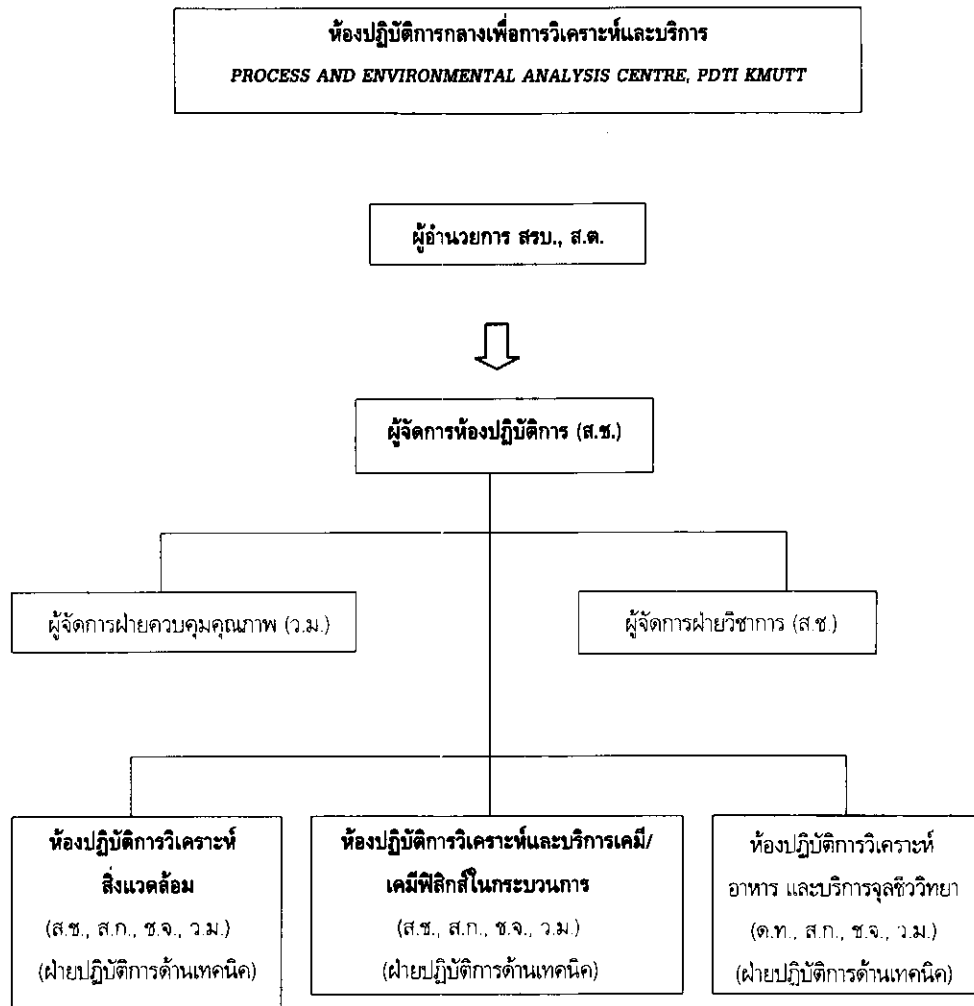 ห้องปฏิบัติการกลางเพื่อการวิเคราะห์และบริการ
PROCESS AND ENVIRONMENTAL ANALYSIS CENTRE, PDTI KMUTT
ผู้อำนวยการ สรบ., ส.ต.
ผู้จัดการห้องปฏิบัติการ (ส.ช.)
ผู้จัดการฝ่ายควบคุมคุณภาพ (ว.ม.)
ผู้จัดการฝ่ายวิชาการ (ส.ช.)
ห้องปฏิบัติการวิเคราะห์
สิ่งแวดล้อม
(ส.ช., ส.ก., ช.จ., ว.ม.)
(ฝ่ายปฏิบัติการด้านเทคนิค)
ห้องปฏิบัติการวิเคราะห์และบริการเคมี/
เคมีฟิสิกส์ในกระบวนการ
(ส.ช., ส.ก., ช.จ., ว.ม.)
(ฝ่ายปฏิบัติการด้านเทคนิค)
ห้องปฏิบัติการวิเคราะห์
อาหาร และบริการจุลชีววิทยา
(ด.ท., ส.ก., ช.จ., ว.ม.)
(ฝ่ายปฏิบัติการด้านเทคนิค)